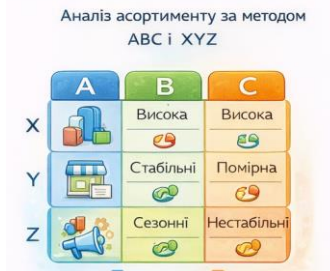 Аналіз асортименту за методом
ABC і XYZ
A B C
X Висока Висока
Y Стабільні Помірна
Z Сезонні Нестабільні